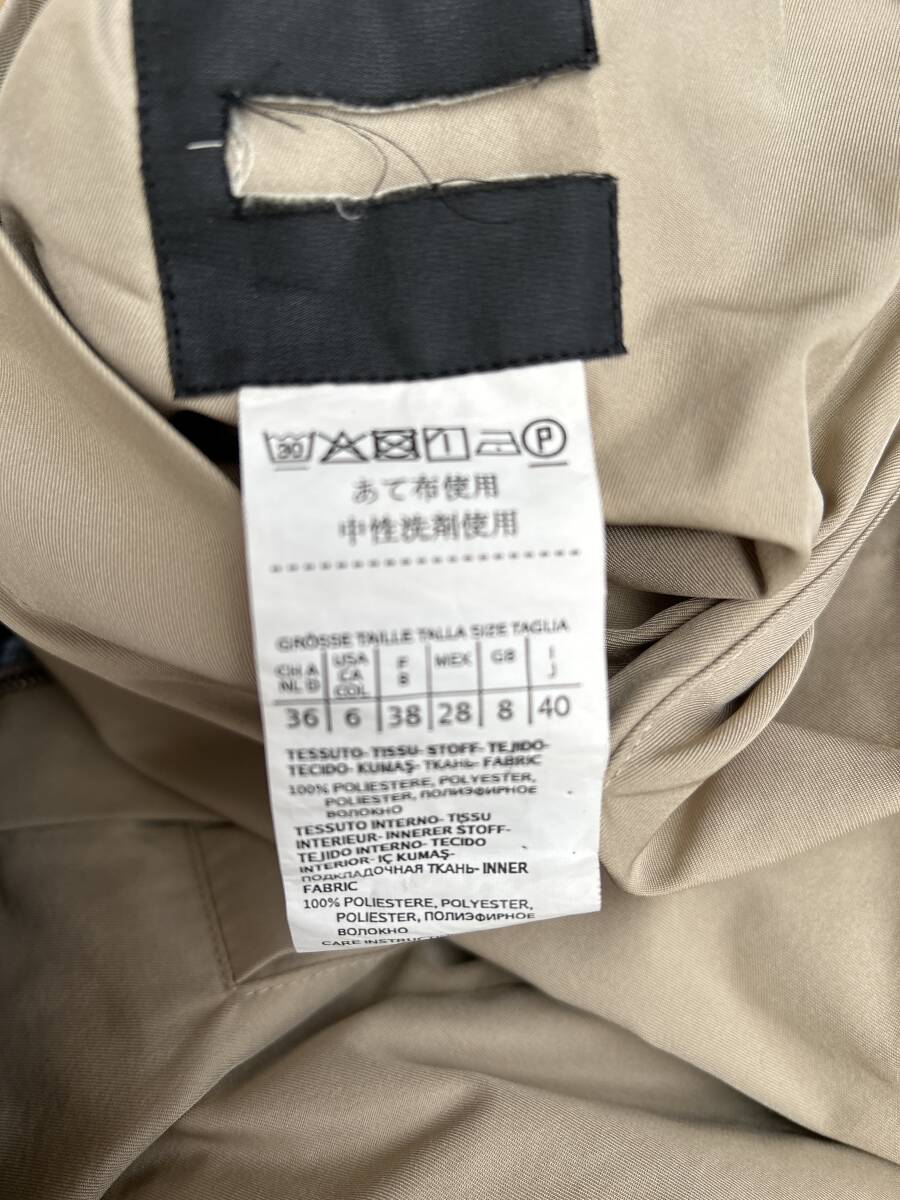 30 P
あて布使用
中性洗剤使用
GRÖSSE TAILLE TALLA SIZE TAGLIA
CH A NL D USA CA COL F B MEX GB I J
36 6 38 28 8 40
TESSUTO- TISSU- STOFF- TEJIDO-
TECIDO- KUMAŞ- ТКАНЬ- FABRIC
100% POLIESTERE, POLYESTER,
POLIESTER, ПОЛИЭФИРНОЕ
ВОЛОКНО
TESSUTO INTERNO- TISSU
INTERIEUR- INNERER STOFF-
TEJIDO INTERNO- TECIDO
INTERIOR- IÇ KUMAŞ-
ПОДКЛАДОЧНАЯ ТКАНЬ- INNER
FABRIC
100% POLIESTERE, POLYESTER,
POLIESTER, ПОЛИЭФИРНОЕ
ВОЛОКНО
CARE